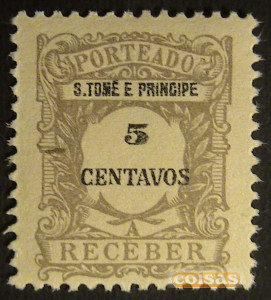 PORTEADO
S. TOMÉ E PRINCIPE
5
CENTAVOS
A
RECEBER
coisas